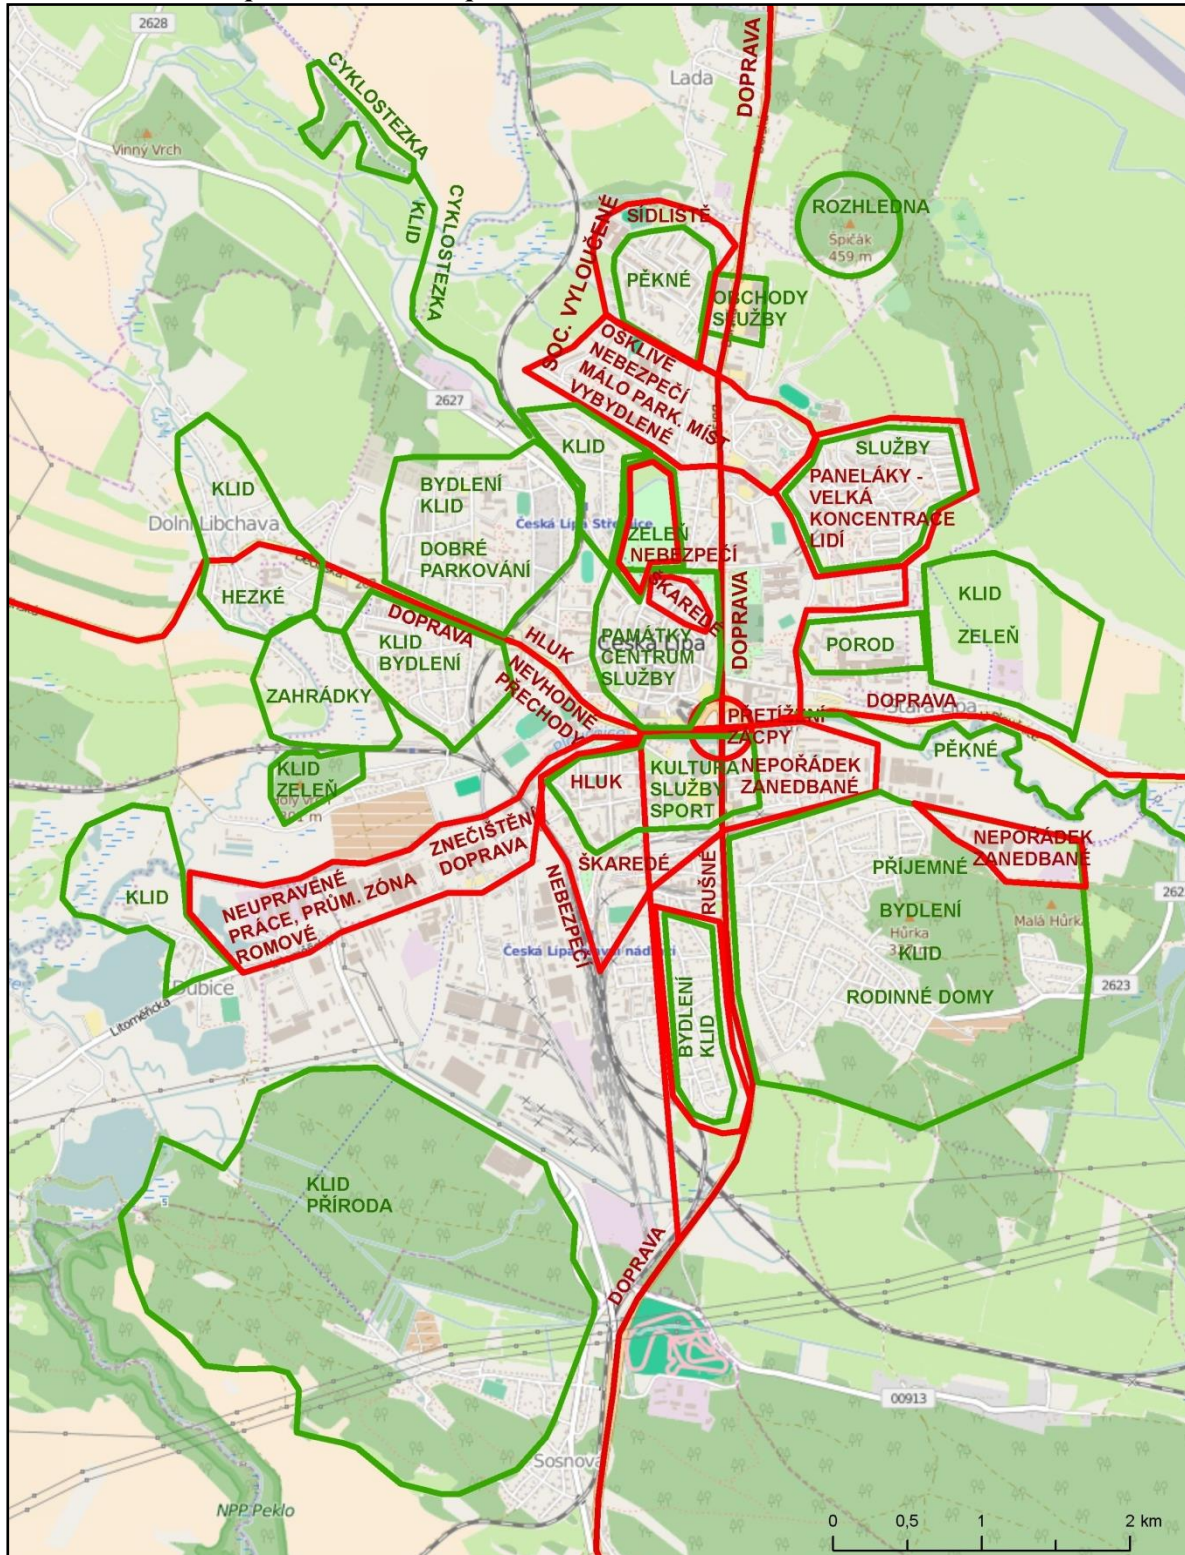 2628
Vinný Vrch
CYKLOSTEZKA
CYKLOSTEZKA
KLID
Lada
DOPRAVA
ROZHLEDNA
Špičák
459 m
SOC. VYLOUČENÉ
SÍDLIŠTĚ
PĚKNÉ
OBCHODY
SLUŽBY
OŠKLIVÉ
NEBEZPEČÍ
MÁLO PARK. MÍST
VYBYDLENÉ
2627
KLID
SLUŽBY
PANELÁKY -
VELKÁ
KONCENTRACE
LIDÍ
KLID
Dolní Libchava
BYDLENÍ
KLID
DOBRÉ
PARKOVÁNÍ
Česká Lípa Střelnice
ZELEŇ
NEBEZPEČÍ
ŠKAREDÉ
DOPRAVA
HEZKÉ
DOPRAVA
HLUK
KLID
BYDLENÍ
NEVHODNÉ
PŘECHODY
PAMÁTKY
Česká Lípa
CENTRUM
SLUŽBY
POROD
KLID
ZELEŇ
ZAHRÁDKY
Stará Lípa
DOPRAVA
PŘETÍŽENÍ
ZÁCPY
PĚKNÉ
KLID
ZELEŇ
HLUK
KULTURA
SLUŽBY
SPORT
NEPOŘÁDEK
ZANEDBANÉ
ZNEČIŠTĚNÍ
DOPRAVA
ŠKAREDÉ
NEBEZPEČÍ
RUŠNÉ
PŘÍJEMNÉ
BYDLENÍ
Hůrka
KLID
RODINNÉ DOMY
NEPORÁDEK
ZANEDBANÉ
Malá Hůrka
2623
KLID
NEUPRAVENÉ
PRÁCE, PRŮM. ZÓNA
ROMOVÉ
Dubice
Litoměřická
BYDLENÍ
KLID
KLID
PŘÍRODA
DOPRAVA
00913
Sosnová
NPP Peklo
0 0,5 1 2 km